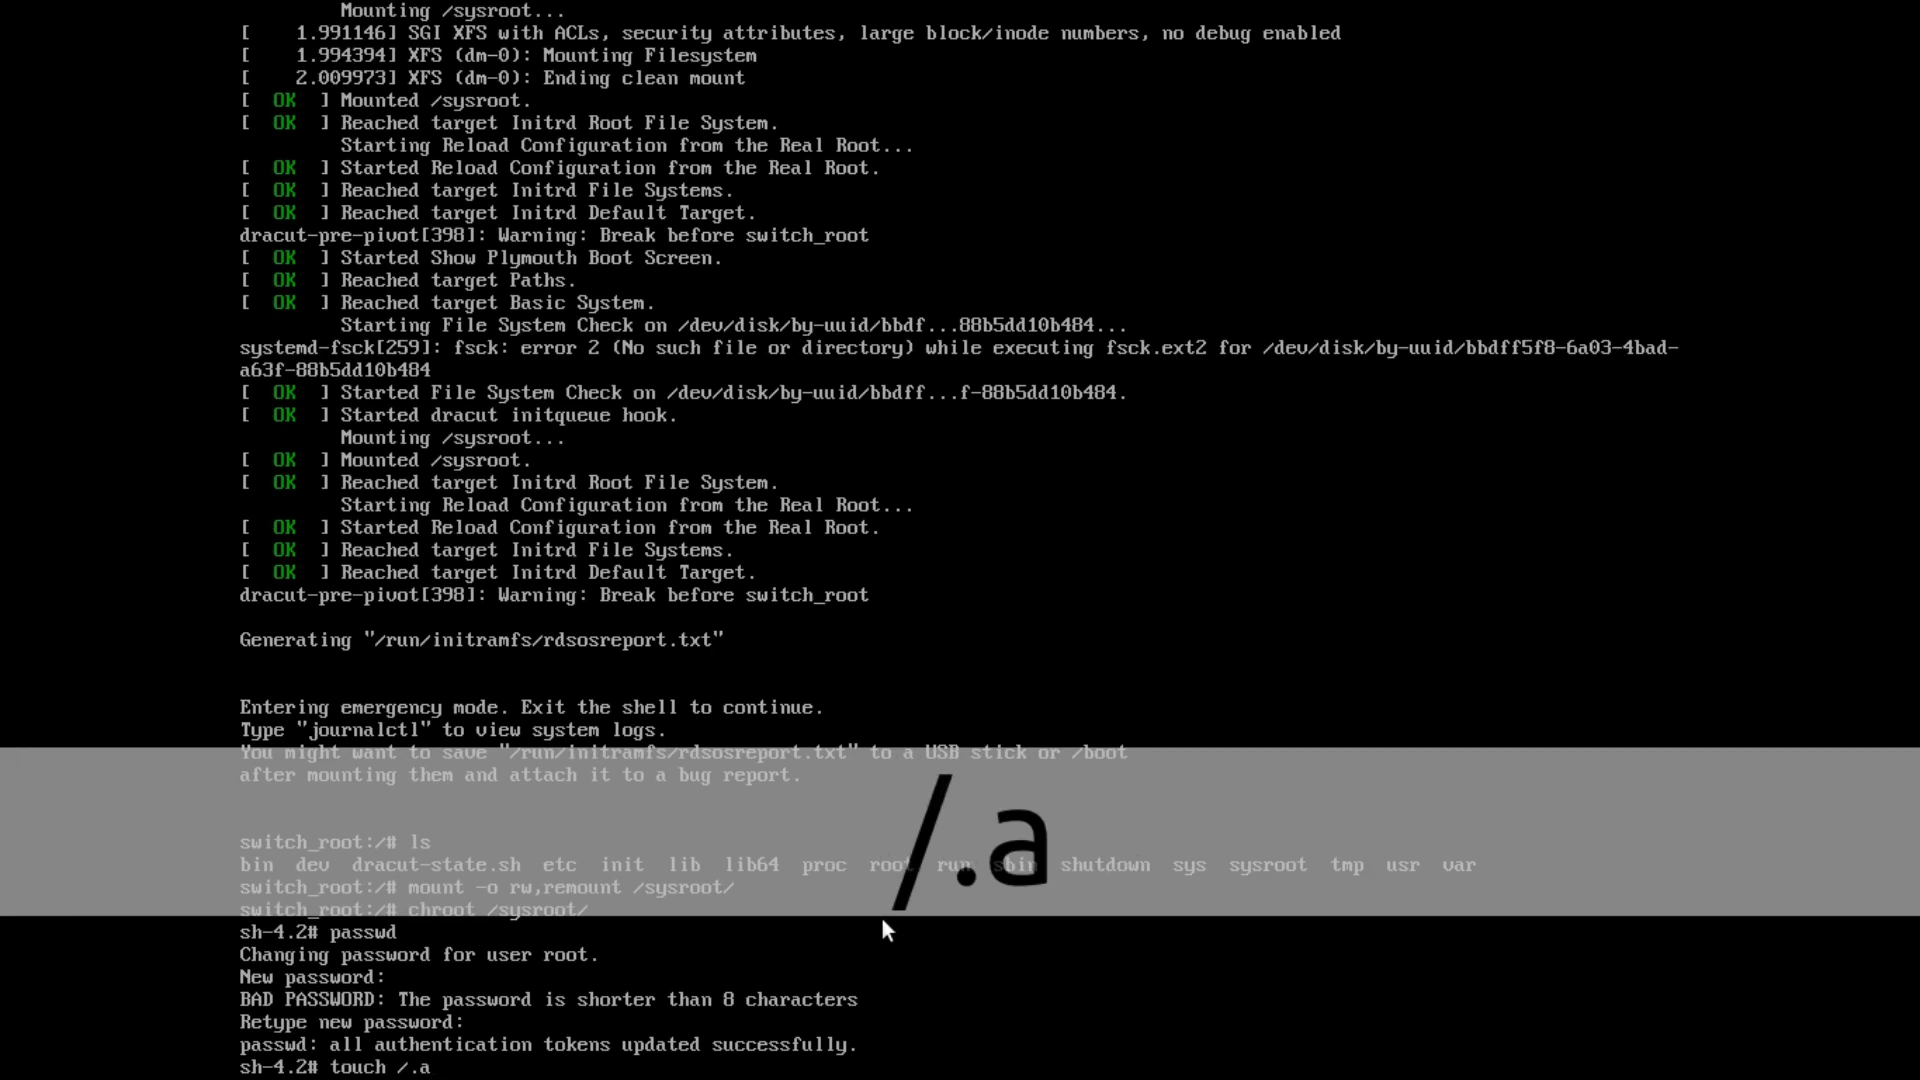 Mounting /sysroot...
[    1.991146] SGI XFS with ACLs, security attributes, large block/inode numbers, no debug enabled
[    1.994394] XFS (dm-0): Mounting Filesystem
[    2.009973] XFS (dm-0): Ending clean mount
[  OK  ] Mounted /sysroot.
[  OK  ] Reached target Initrd Root File System.
Starting Reload Configuration from the Real Root...
[  OK  ] Started Reload Configuration from the Real Root.
[  OK  ] Reached target Initrd File Systems.
[  OK  ] Reached target Initrd Default Target.
dracut-pre-pivot[398]: Warning: Break before switch_root
[  OK  ] Started Show Plymouth Boot Screen.
[  OK  ] Reached target Paths.
[  OK  ] Reached target Basic System.
Starting File System Check on /dev/disk/by-uuid/bbdf...88b5dd10b484...
systemd-fsck[259]: fsck: error 2 (No such file or directory) while executing fsck.ext2 for /dev/disk/by-uuid/bbdff5f8-6a03-4bad-
a63f-88b5dd10b484
[  OK  ] Started File System Check on /dev/disk/by-uuid/bbdff...f-88b5dd10b484.
[  OK  ] Started dracut initqueue hook.
Mounting /sysroot...
[  OK  ] Mounted /sysroot.
[  OK  ] Reached target Initrd Root File System.
Starting Reload Configuration from the Real Root...
[  OK  ] Started Reload Configuration from the Real Root.
[  OK  ] Reached target Initrd File Systems.
[  OK  ] Reached target Initrd Default Target.
dracut-pre-pivot[398]: Warning: Break before switch_root
Generating "/run/initramfs/rdsosreport.txt"
Entering emergency mode. Exit the shell to continue.
Type "journalctl" to view system logs.
You might want to save "/run/initramfs/rdsosreport.txt" to a USB stick or /boot
after mounting them and attach it to a bug report.
/.a
switch_root:/# ls
bin  dev  dracut-state.sh  etc  init  lib  lib64  proc  root  run  sbin  shutdown  sys  sysroot  tmp  usr  var
switch_root:/# mount -o rw,remount /sysroot/
switch_root:/# chroot /sysroot/
sh-4.2# passwd
Changing password for user root.
New password:
BAD PASSWORD: The password is shorter than 8 characters
Retype new password:
passwd: all authentication tokens updated successfully.
sh-4.2# touch /.a